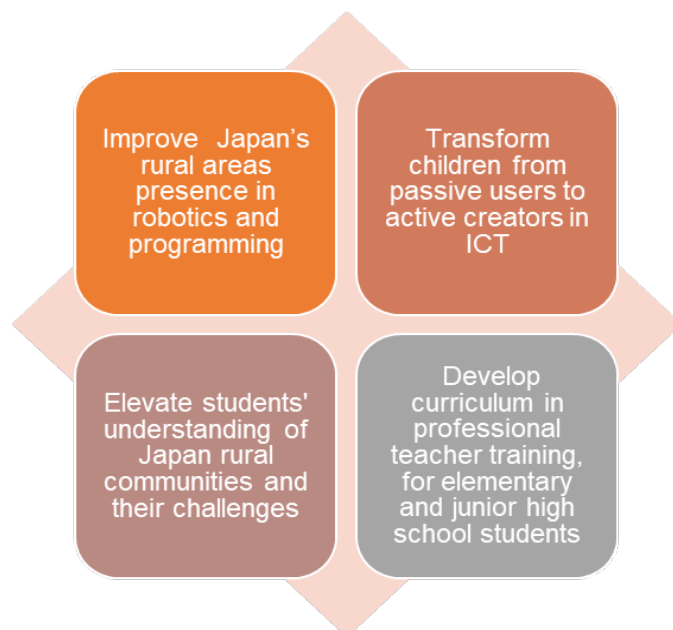 Improve Japan’s
rural areas
presence in
robotics and
programming
Transform
children from
passive users to
active creators in
ICT
Elevate students'
understanding of
Japan rural
communities and
their challenges
Develop
curriculum in
professional
teacher training,
for elementary
and junior high
school students